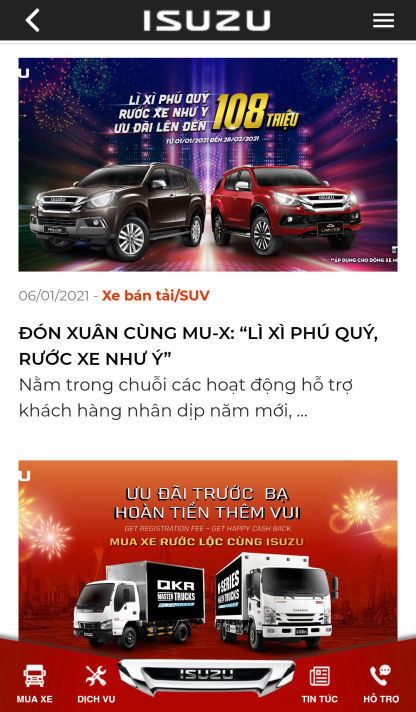 ISUZU
U
LÌ XÌ PHÚ QUÝ
RƯỚC XE NHƯ Ý
ƯU ĐÃI LÊN ĐẾN
108 TRIỆU
TỪ 01/01/2021 ĐẾN 28/02/2021
LIMITED
**ÁP DỤNG CHO DÒNG XE M
06/01/2021 - Xe bán tải/SUV
ĐÓN XUÂN CÙNG MU-X: “LÌ XÌ PHÚ QUÝ,
RƯỚC XE NHƯ Ý”
Nằm trong chuỗi các hoạt động hỗ trợ
khách hàng nhân dịp năm mới, ...
U
ƯU ĐÃI TRƯỚC BẠ
HOÀN TIỀN THÊM VUI
GET REGISTRATION FEE – GET HAPPY CASH BACK
MUA XE RƯỚC LỘC CÙNG ISUZU
QKR
MASTER TRUCKS
N-SERIES
MASTER TRUCKS
ISUZU
MUA XE
DỊCH VỤ
TIN TỨC
HỖ TRỢ